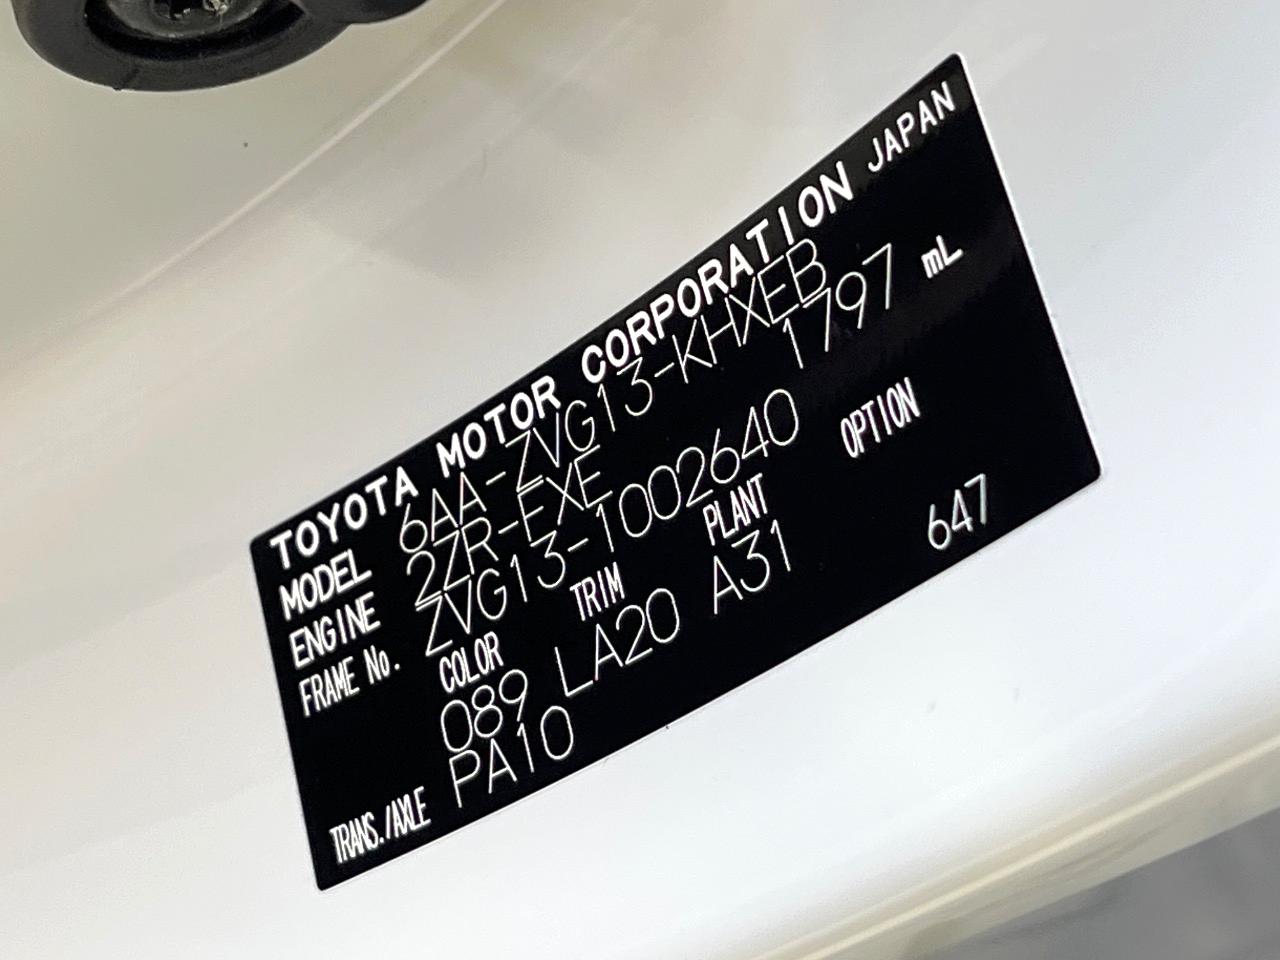 TOYOTA MOTOR CORPORATION JAPAN
MODEL 6AA-ZVG13-KHXEB
ENGINE 2ZR-FXE 1797 mL
FRAME No. ZVG13-1002640
COLOR TRIM PLANT OPTION
089 LA20 A31 647
TRANS./AXLE PA10